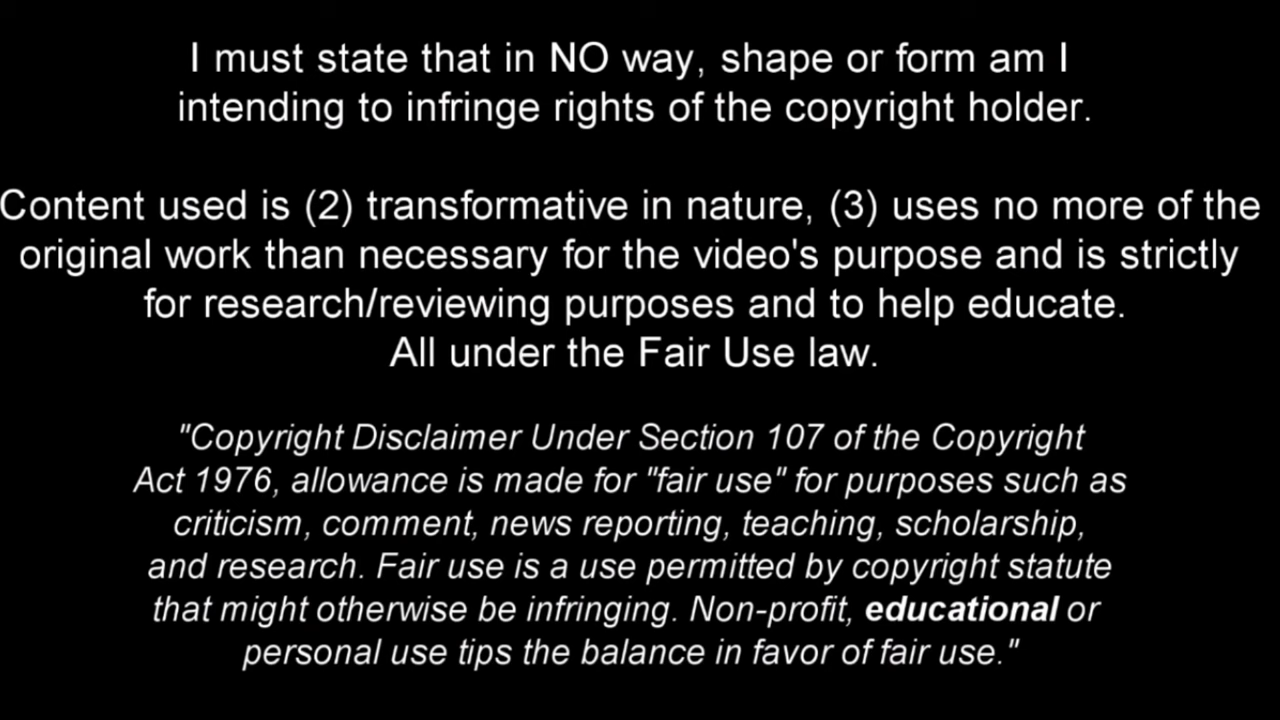 I must state that in NO way, shape or form am I
intending to infringe rights of the copyright holder.
Content used is (2) transformative in nature, (3) uses no more of the
original work than necessary for the video's purpose and is strictly
for research/reviewing purposes and to help educate.
All under the Fair Use law.
"Copyright Disclaimer Under Section 107 of the Copyright
Act 1976, allowance is made for "fair use" for purposes such as
criticism, comment, news reporting, teaching, scholarship,
and research. Fair use is a use permitted by copyright statute
that might otherwise be infringing. Non-profit, educational or
personal use tips the balance in favor of fair use."